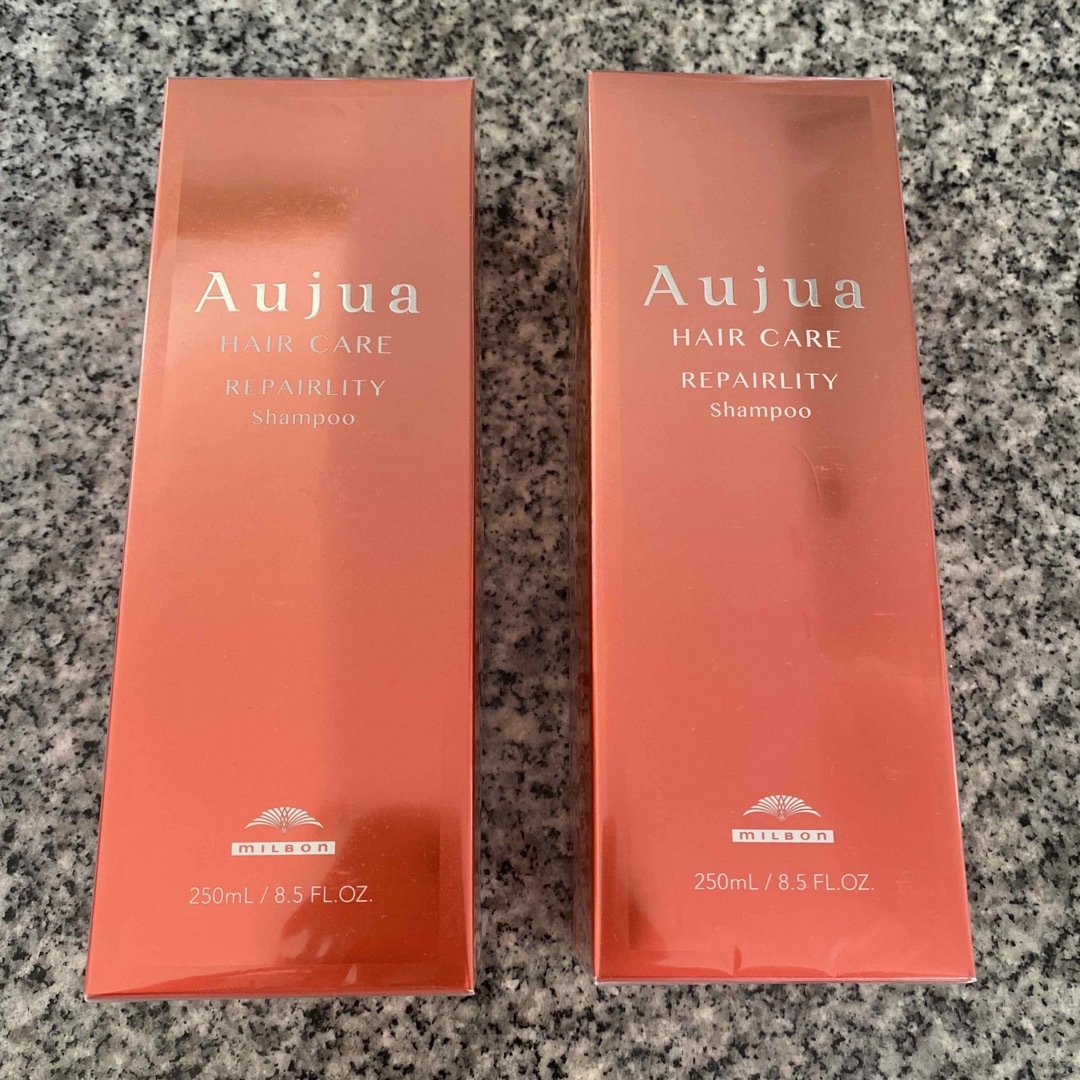 Aujua
HAIR CARE
REPAIRLITY
Shampoo
MILBON
250mL / 8.5 FL.OZ.
Aujua
HAIR CARE
REPAIRLITY
Shampoo
MILBON
250mL / 8.5 FL.OZ.